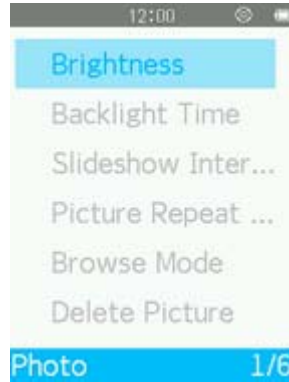 12:00
Brightness
Backlight Time
Slideshow Inter...
Picture Repeat ...
Browse Mode
Delete Picture
Photo 1/6